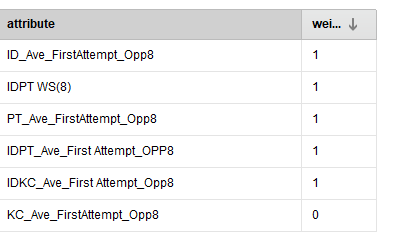 attribute wei...
ID_Ave_FirstAttempt_Opp8 1
IDPT WS(8) 1
PT_Ave_FirstAttempt_Opp8 1
IDPT_Ave_First Attempt_OPP8 1
IDKC_Ave_First Attempt_Opp8 1
KC_Ave_FirstAttempt_Opp8 0